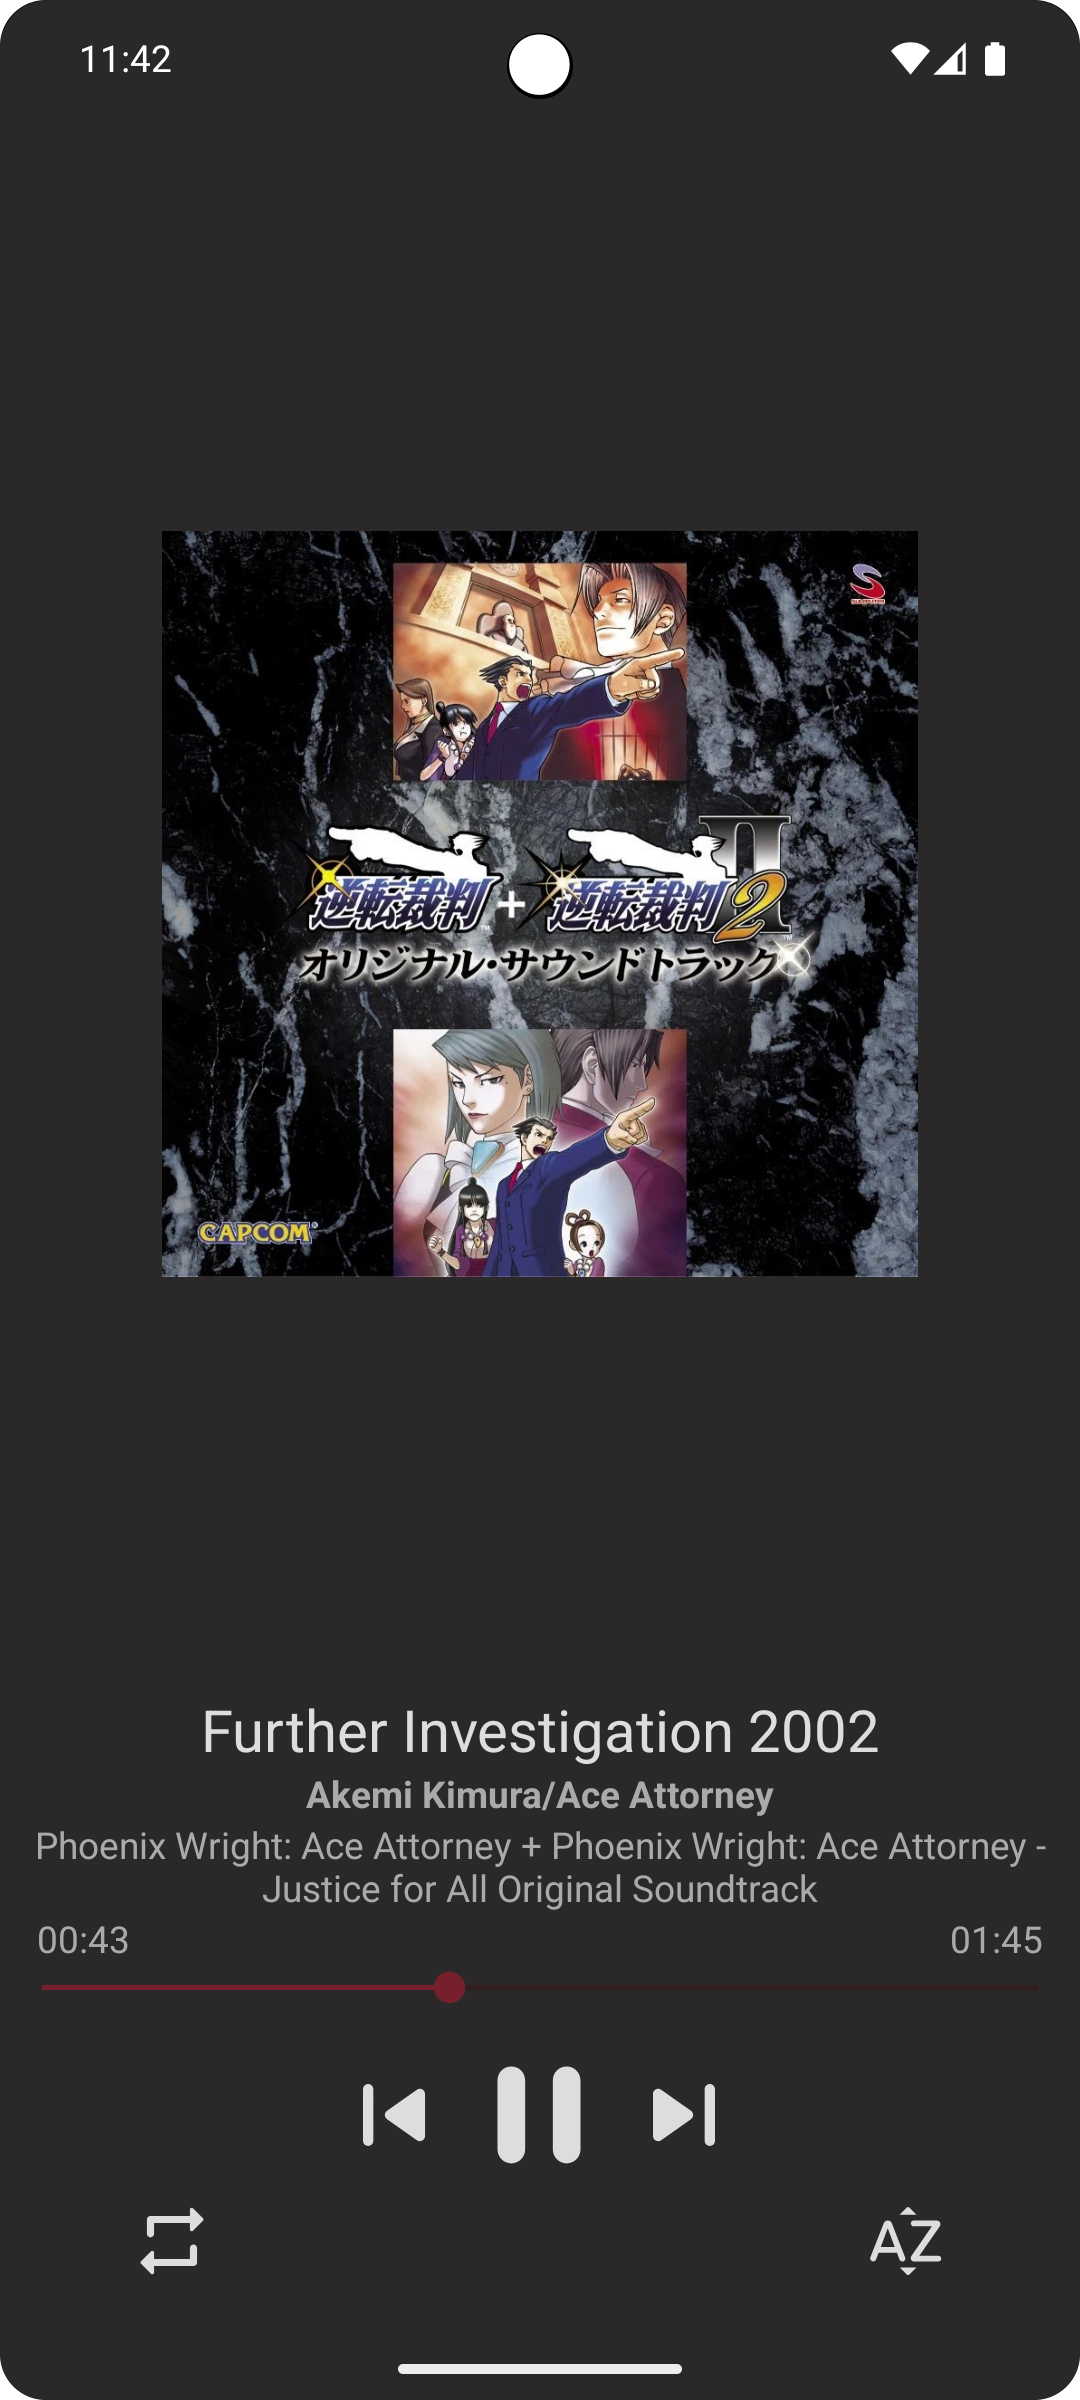 11:42
逆転裁判 + 逆転裁判2
オリジナル・サウンドトラック
CAPCOM
Further Investigation 2002
Akemi Kimura/Ace Attorney
Phoenix Wright: Ace Attorney + Phoenix Wright: Ace Attorney -
Justice for All Original Soundtrack
00:43 01:45
AZ